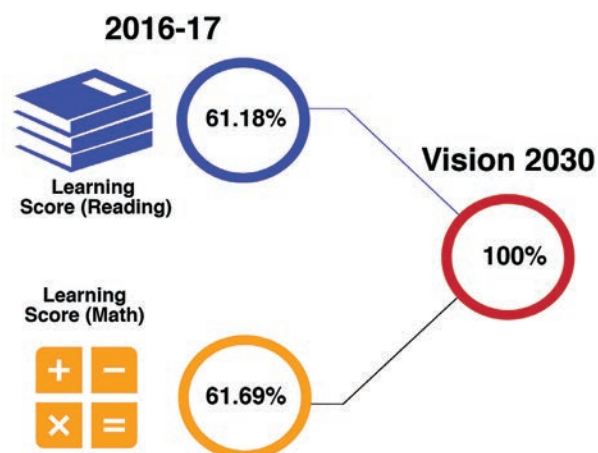 2016-17
61.18%
Learning
Score (Reading)
Vision 2030
100%
Learning
Score (Math)
+ −
× =
61.69%